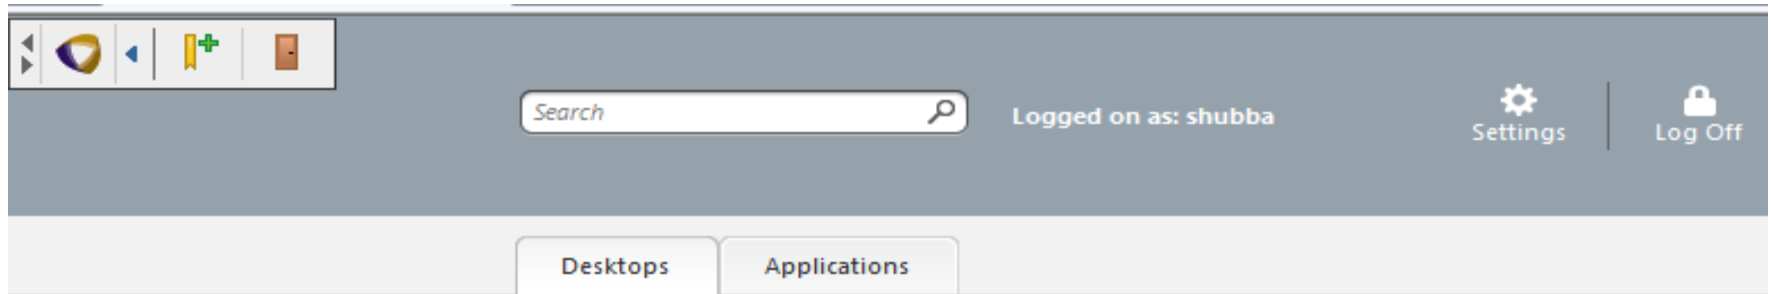 Search
Logged on as: shubba
Settings
Log Off
Desktops
Applications